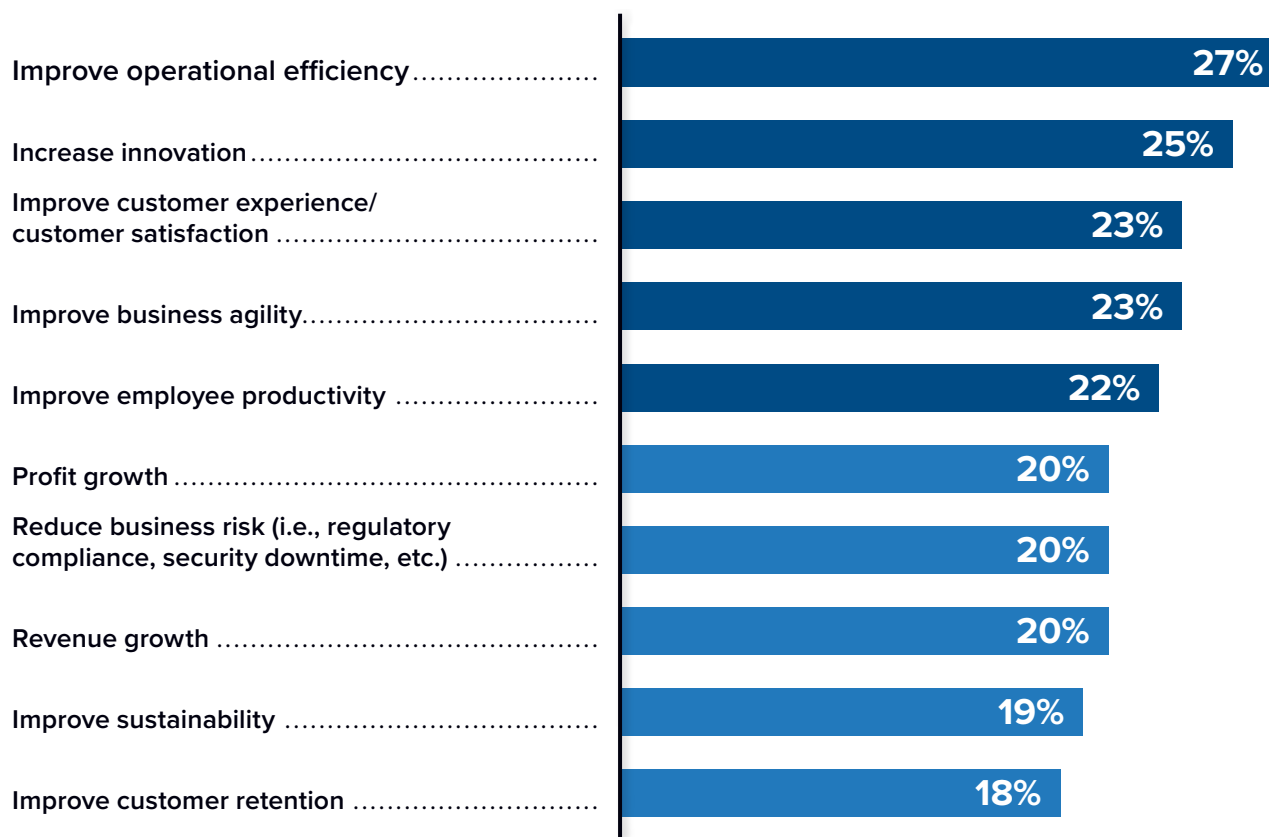 Improve operational efficiency...................... 27%
Increase innovation......................................... 25%
Improve customer experience/
customer satisfaction ...................................... 23%
Improve business agility................................... 23%
Improve employee productivity ........................ 22%
Profit growth.................................................. 20%
Reduce business risk (i.e., regulatory
compliance, security downtime, etc.) ................. 20%
Revenue growth ............................................. 20%
Improve sustainability ..................................... 19%
Improve customer retention ............................. 18%